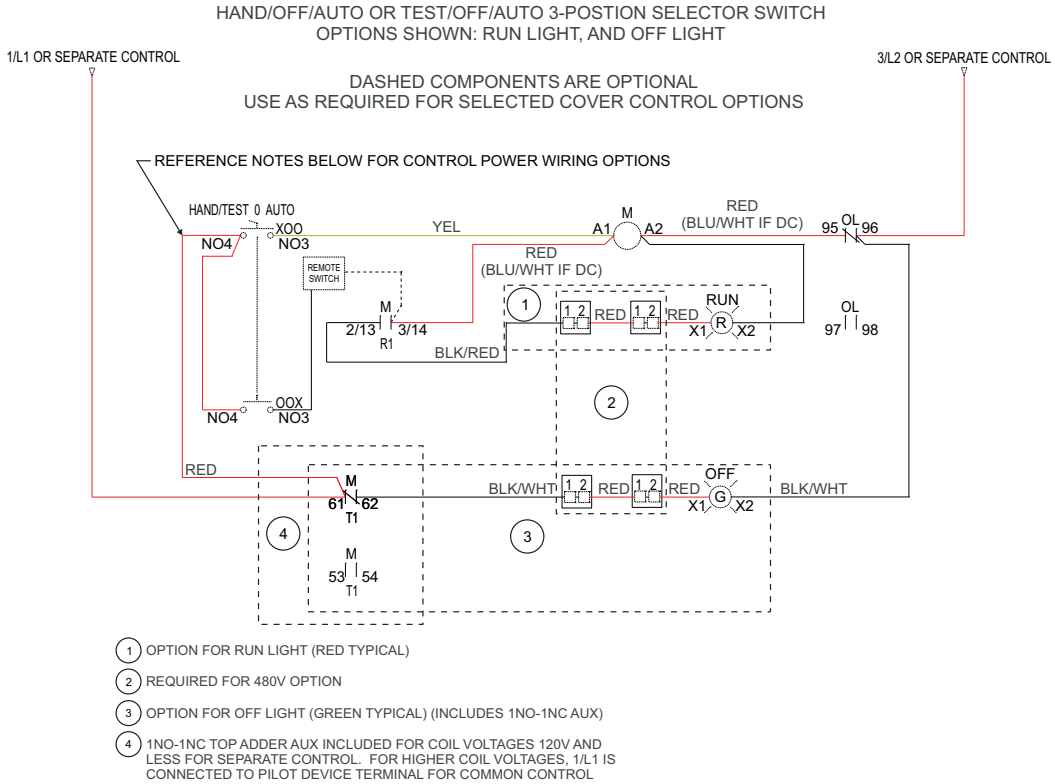 HAND/OFF/AUTO OR TEST/OFF/AUTO 3-POSTION SELECTOR SWITCH
OPTIONS SHOWN: RUN LIGHT, AND OFF LIGHT
1/L1 OR SEPARATE CONTROL
3/L2 OR SEPARATE CONTROL
DASHED COMPONENTS ARE OPTIONAL
USE AS REQUIRED FOR SELECTED COVER CONTROL OPTIONS
REFERENCE NOTES BELOW FOR CONTROL POWER WIRING OPTIONS
HAND/TEST 0 AUTO
XOO
NO4
NO3
YEL
M
A1
A2
RED
(BLU/WHT IF DC)
OL
95
96
RED
(BLU/WHT IF DC)
REMOTE
SWITCH
M
2/13
3/14
R1
BLK/RED
1
1 2
RED
1 2
RED
RUN
R
X1
X2
OL
97
98
2
OOX
NO4
NO3
RED
M
61
62
T1
BLK/WHT
1 2
RED
1 2
RED
OFF
G
X1
X2
BLK/WHT
4
3
M
53
54
T1
1 OPTION FOR RUN LIGHT (RED TYPICAL)
2 REQUIRED FOR 480V OPTION
3 OPTION FOR OFF LIGHT (GREEN TYPICAL) (INCLUDES 1NO-1NC AUX)
4 1NO-1NC TOP ADDER AUX INCLUDED FOR COIL VOLTAGES 120V AND
LESS FOR SEPARATE CONTROL. FOR HIGHER COIL VOLTAGES, 1/L1 IS
CONNECTED TO PILOT DEVICE TERMINAL FOR COMMON CONTROL